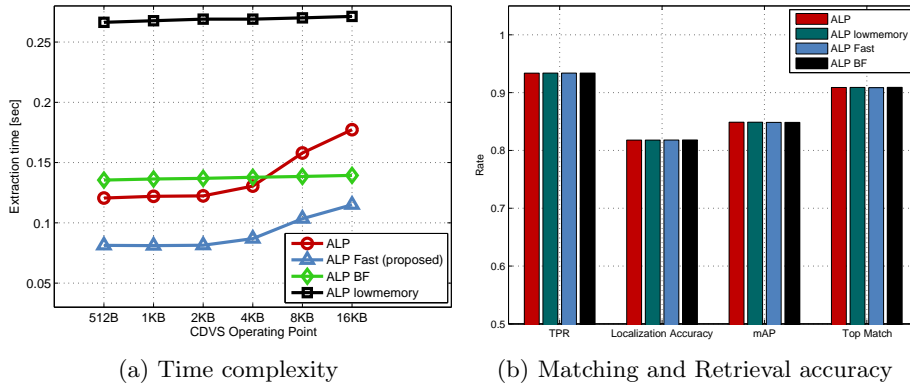 0.25
0.2
0.15
0.1
0.05
Extraction time [sec]
512B 1KB 2KB 4KB 8KB 16KB
CDVS Operating Point
ALP
ALP Fast (proposed)
ALP BF
ALP lowmemory
(a) Time complexity
1
0.9
0.8
0.7
0.6
0.5
Rate
TPR Localization Accuracy mAP Top Match
ALP
ALP lowmemory
ALP Fast
ALP BF
(b) Matching and Retrieval accuracy